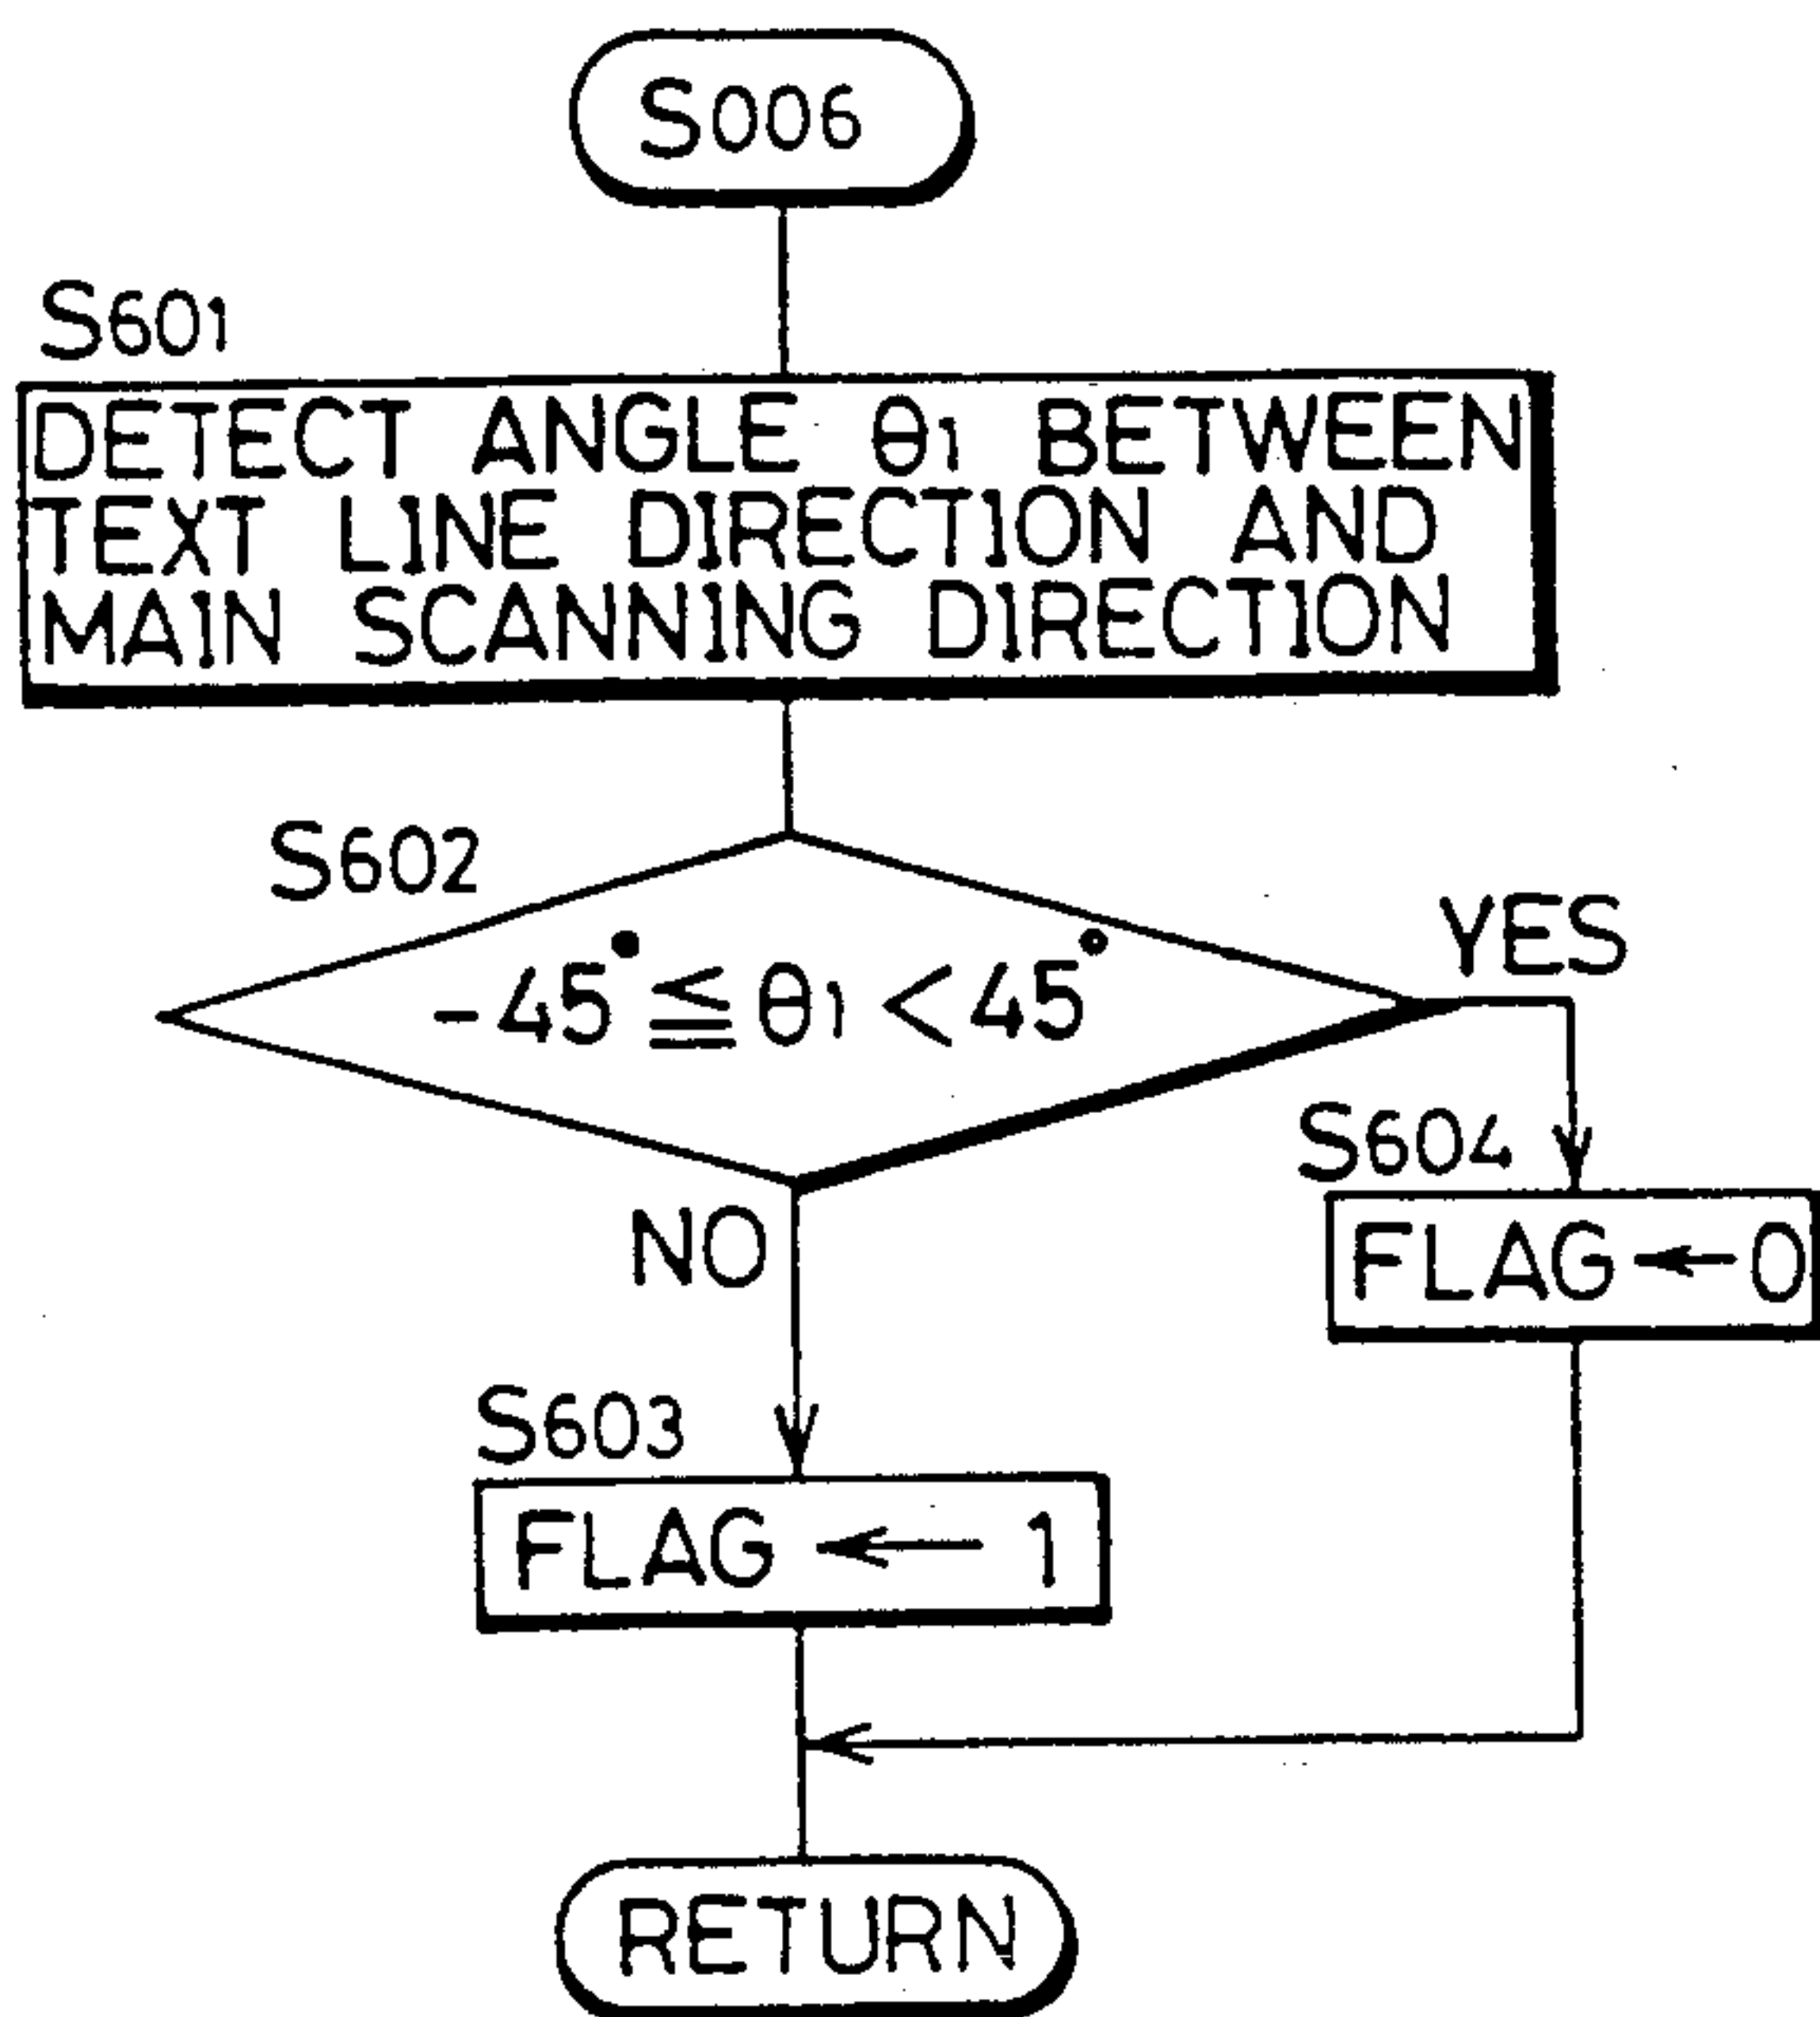 S006
S601
DETECT ANGLE θ1 BETWEEN
TEXT LINE DIRECTION AND
MAIN SCANNING DIRECTION
S602
-45°≦θ1<45°
YES
NO
S604
FLAG←0
S603
FLAG ← 1
RETURN